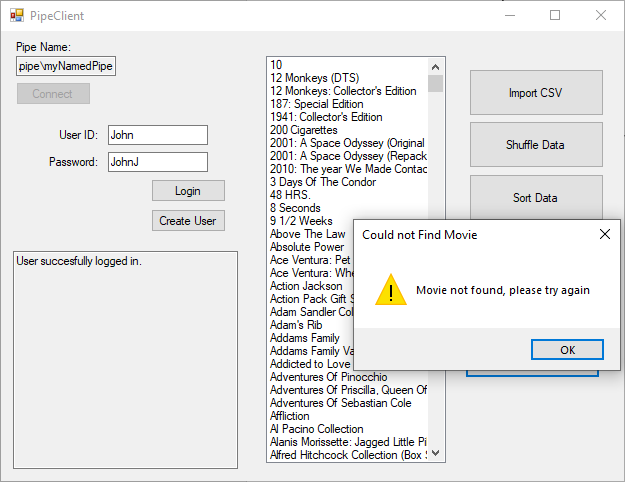 PipeClient
Pipe Name:
.pipe\myNamedPipe
Connect
User ID:
John
Password:
JohnJ
Login
Create User
User succesfully logged in.
10
12 Monkeys (DTS)
12 Monkeys: Collector's Edition
187: Special Edition
1941: Collector's Edition
200 Cigarettes
2001: A Space Odyssey (Original
2001: A Space Odyssey (Repack
2010: The year We Made Contac
3 Days Of The Condor
48 HRS.
8 Seconds
9 1/2 Weeks
Above The Law
Absolute Power
Ace Ventura: Pet
Ace Ventura: Whe
Action Jackson
Action Pack Gift S
Adam Sandler Col
Adam's Rib
Addams Family
Addams Family Va
Addicted to Love
Adventures Of Pinocchio
Adventures Of Priscilla, Queen Of
Adventures Of Sebastian Cole
Affliction
Al Pacino Collection
Alanis Morissette: Jagged Little Pi
Alfred Hitchcock Collection (Box S
Import CSV
Shuffle Data
Sort Data
Could not Find Movie
Movie not found, please try again
OK